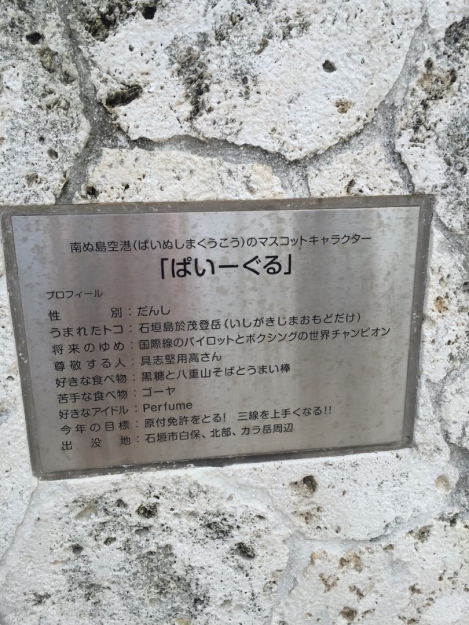 南ぬ島空港(ぱいぬしまくうこう)のマスコットキャラクター
「ぱいーぐる」
プロフィール
性別:だんし
うまれたトコ:石垣島於茂登岳(いしがきじまおもとだけ)
将来のゆめ:国際線のパイロットとボクシングの世界チャンピオン
尊敬する人:具志堅用高さん
好きな食べ物:黒糖と八重山そばとうまい棒
苦手な食べ物:ゴーヤ
好きなアイドル:Perfume
今年の目標:原付免許をとる! 三線を上手くなる!!
出没地:石垣市白保、北部、カラ岳周辺